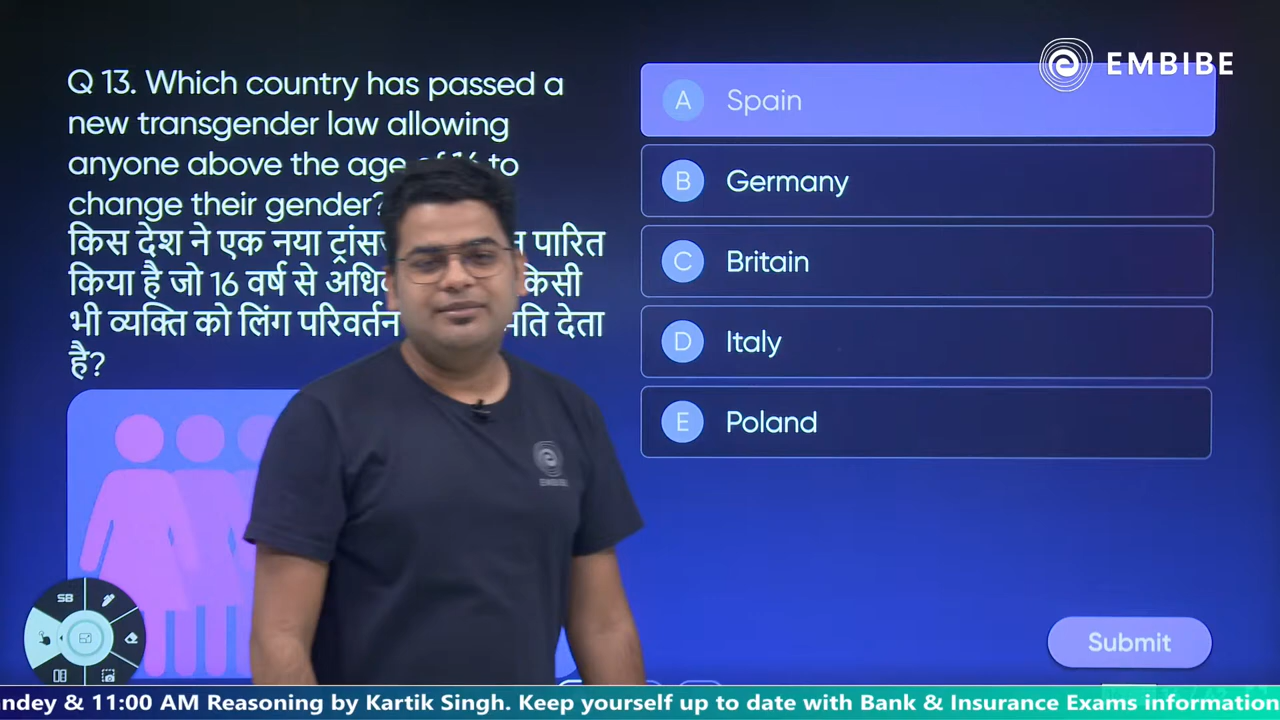 EMBIBE
Q 13. Which country has passed a
new transgender law allowing
anyone above the age of 16 to
change their gender?
किस देश ने एक नया पारित
किया है जो 16 वर्ष से किसी
भी व्यक्ति को लिंग परिवर्तन देता
है?
A Spain
B Germany
C Britain
D Italy
E Poland
EMBIBE
SB
Submit
ndey & 11:00 AM Reasoning by Kartik Singh. Keep yourself up to date with Bank & Insurance Exams information